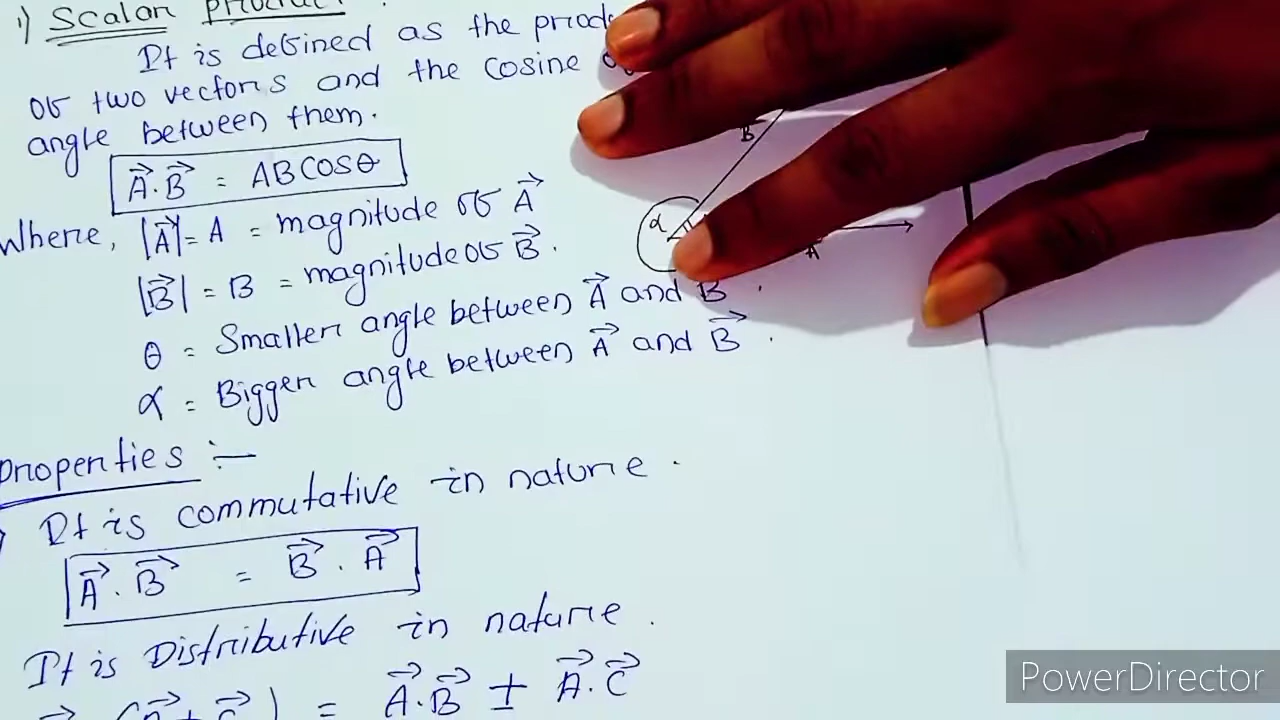 1) Scalar product
It is defined as the
of two vectors and the cosine
angle between them.
A⃗.B⃗ = ABCosθ
Where, |A⃗| = A = magnitude of A⃗
|B⃗| = B = magnitude of B⃗.
θ = Smaller angle between A⃗ and B .
α = Bigger angle between A⃗ and B⃗ .
Properties :-
It is commutative in nature .
A⃗ . B⃗ = B⃗ . A⃗
It is Distributive in nature .
= A⃗.B⃗ ± A⃗.C⃗
B
α
A
PowerDirector